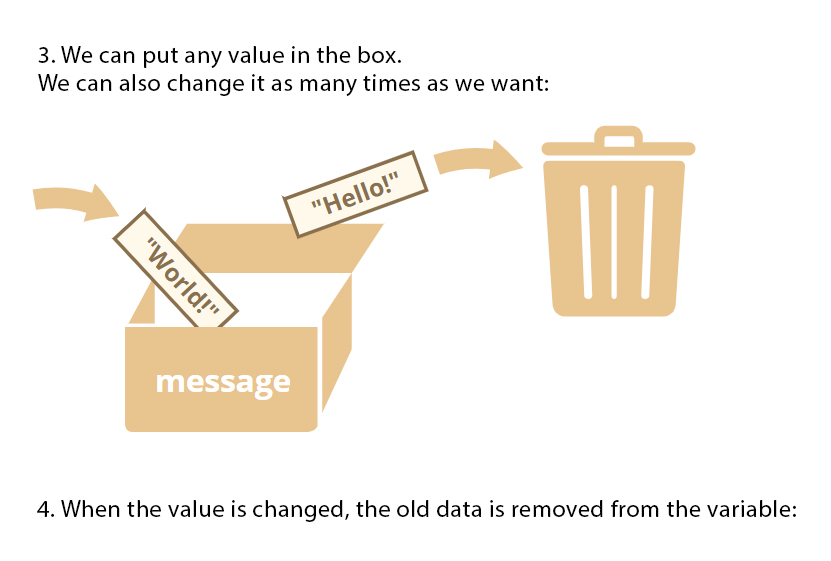 3. We can put any value in the box.
We can also change it as many times as we want:
"Hello!"
"World!"
message
4. When the value is changed, the old data is removed from the variable: